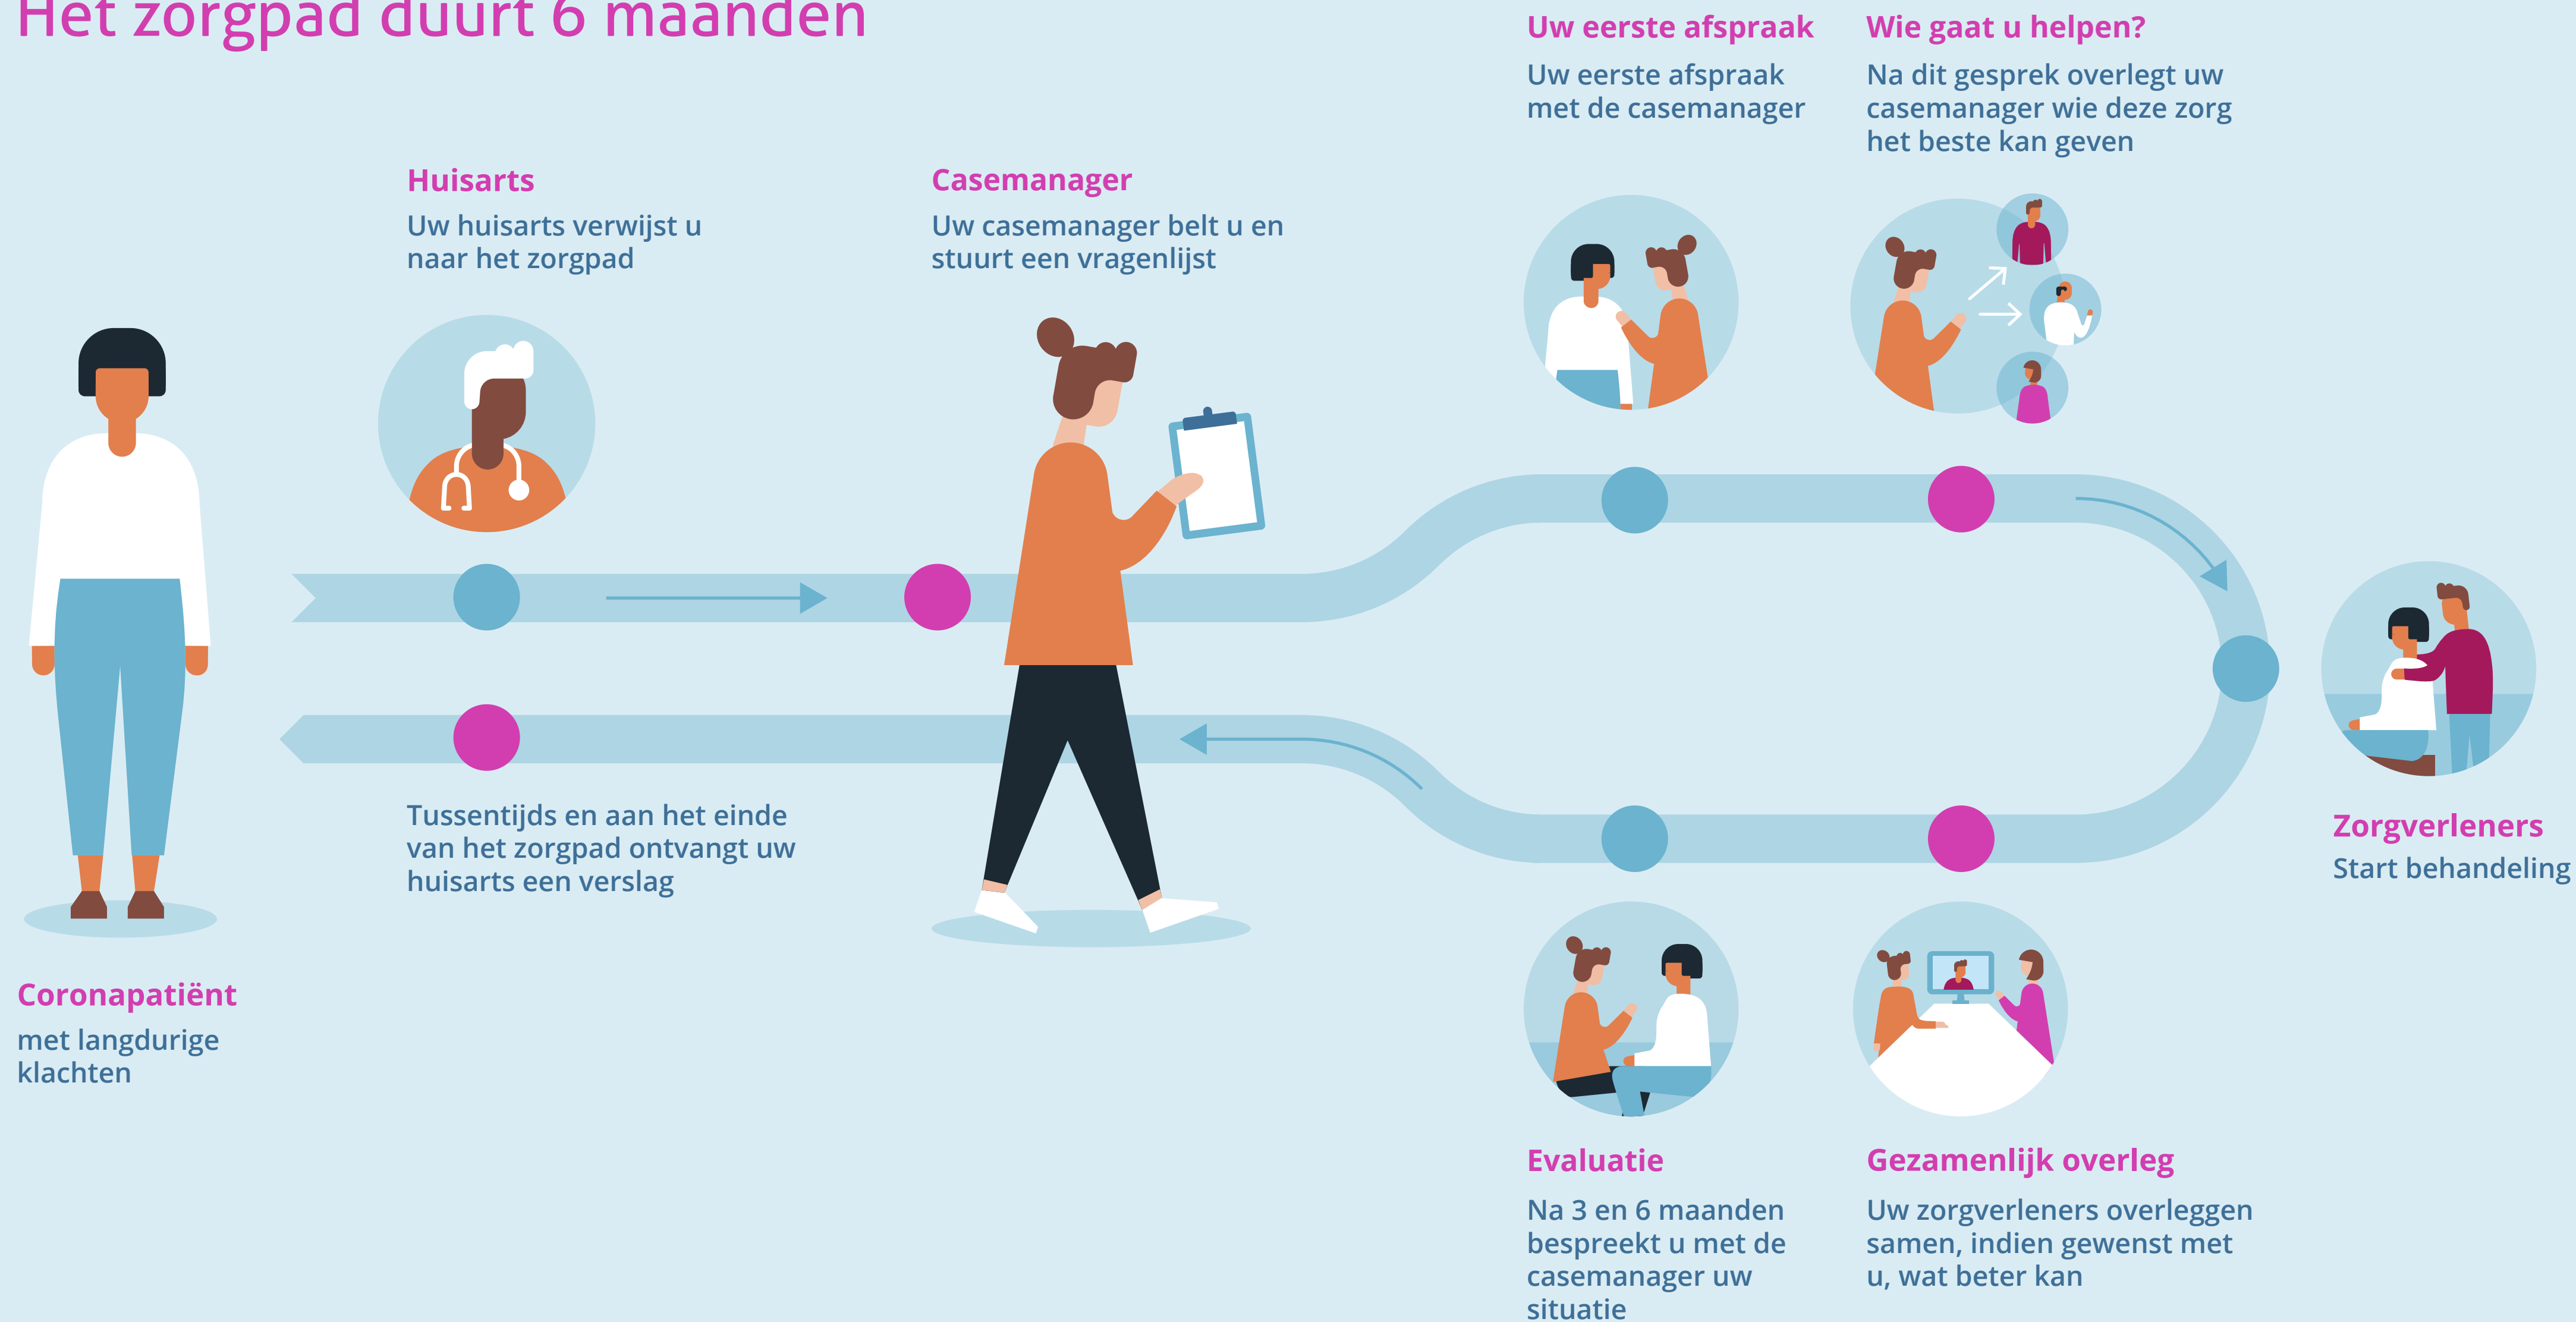 Het zorgpad duurt 6 maanden
Huisarts
Uw huisarts verwijst u
naar het zorgpad
Casemanager
Uw casemanager belt u en
stuurt een vragenlijst
Uw eerste afspraak
Uw eerste afspraak
met de casemanager
Wie gaat u helpen?
Na dit gesprek overlegt uw
casemanager wie deze zorg
het beste kan geven
Zorgverleners
Start behandeling
Gezamenlijk overleg
Uw zorgverleners overleggen
samen, indien gewenst met
u, wat beter kan
Evaluatie
Na 3 en 6 maanden
bespreekt u met de
casemanager uw
situatie
Tussentijds en aan het einde
van het zorgpad ontvangt uw
huisarts een verslag
Coronapatiënt
met langdurige
klachten